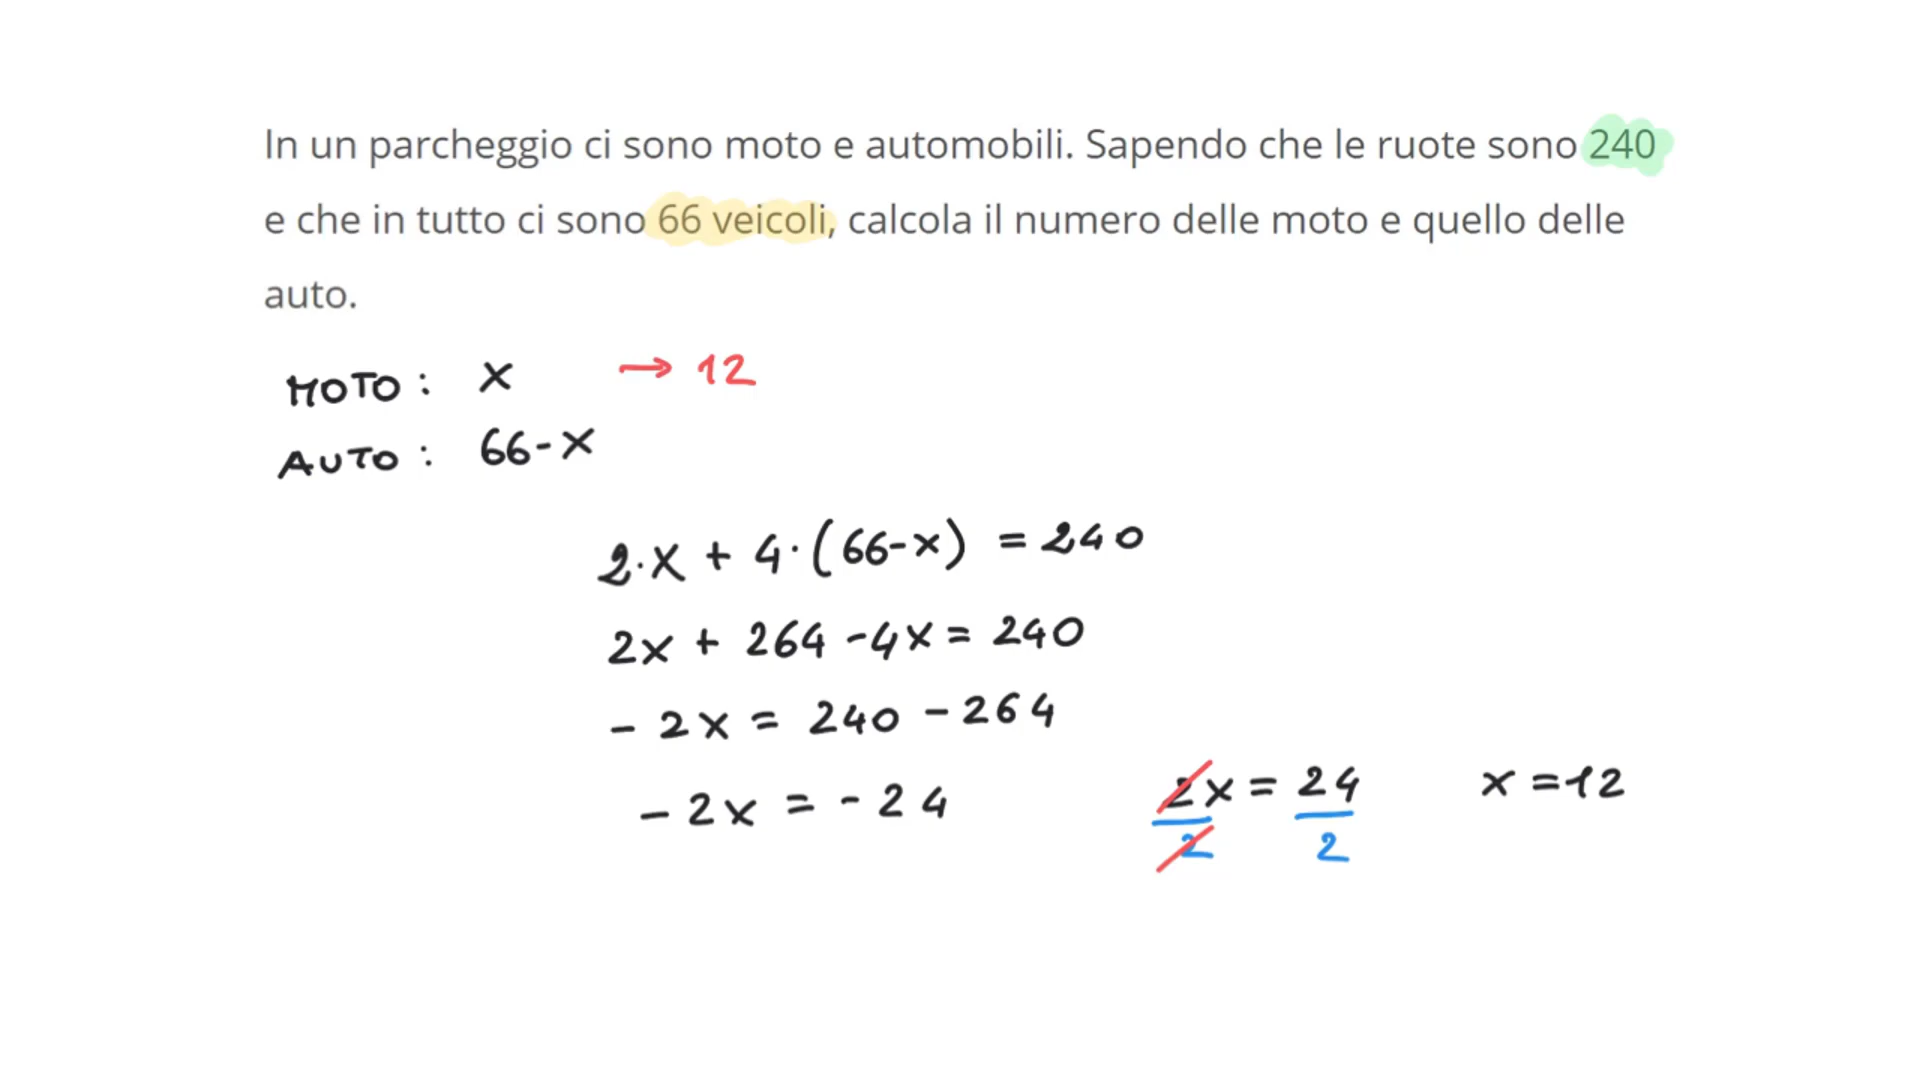 In un parcheggio ci sono moto e automobili. Sapendo che le ruote sono 240
e che in tutto ci sono 66 veicoli, calcola il numero delle moto e quello delle
auto.
MOTO : x → 12
AUTO : 66-x
2·x + 4·(66-x) = 240
2x + 264 -4x = 240
- 2x = 240 - 264
- 2x = - 24
2x/2 = 24/2
x = 12